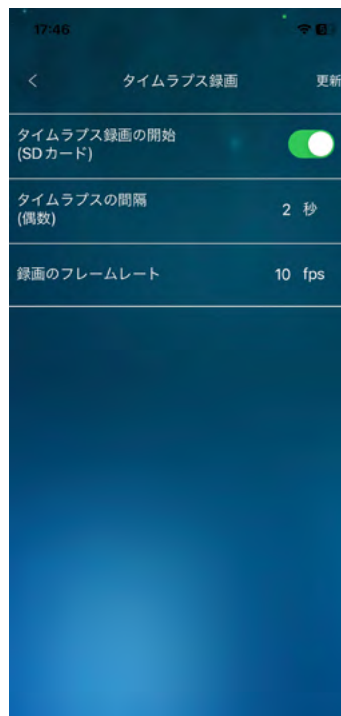 17:46
タイムラプス録画
更新
タイムラプス録画の開始
(SDカード)
タイムラプスの間隔
(偶数)
2 秒
録画のフレームレート
10 fps